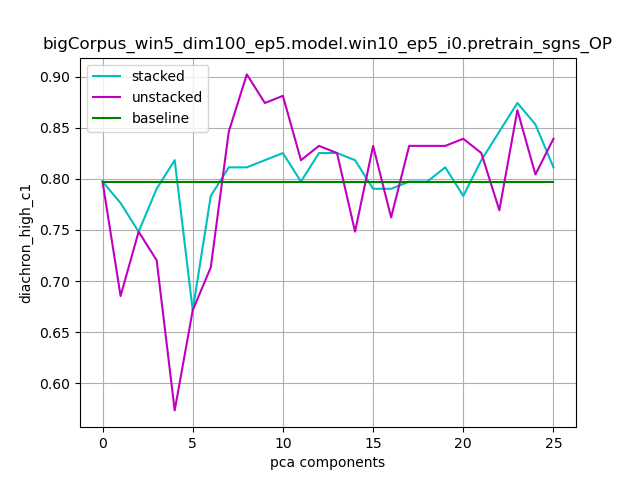 bigCorpus_win5_dim100_ep5.model.win10_ep5_i0.pretrain_sgns_OP
stacked
unstacked
baseline
0.90
0.85
0.80
0.75
0.70
0.65
0.60
diachron_high_c1
0 5 10 15 20 25
pca components